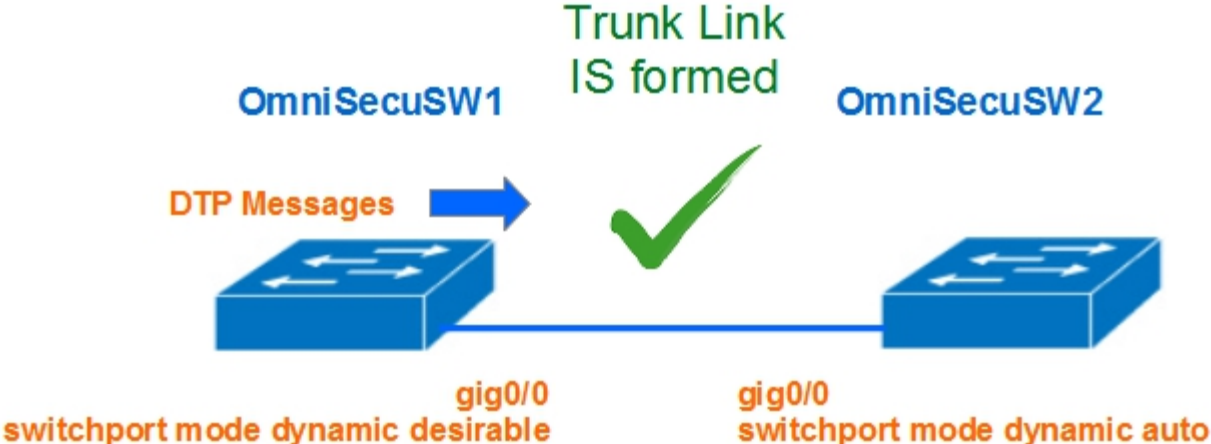 Trunk Link
IS formed
OmniSecuSW1
OmniSecuSW2
DTP Messages
gig0/0
switchport mode dynamic desirable
gig0/0
switchport mode dynamic auto